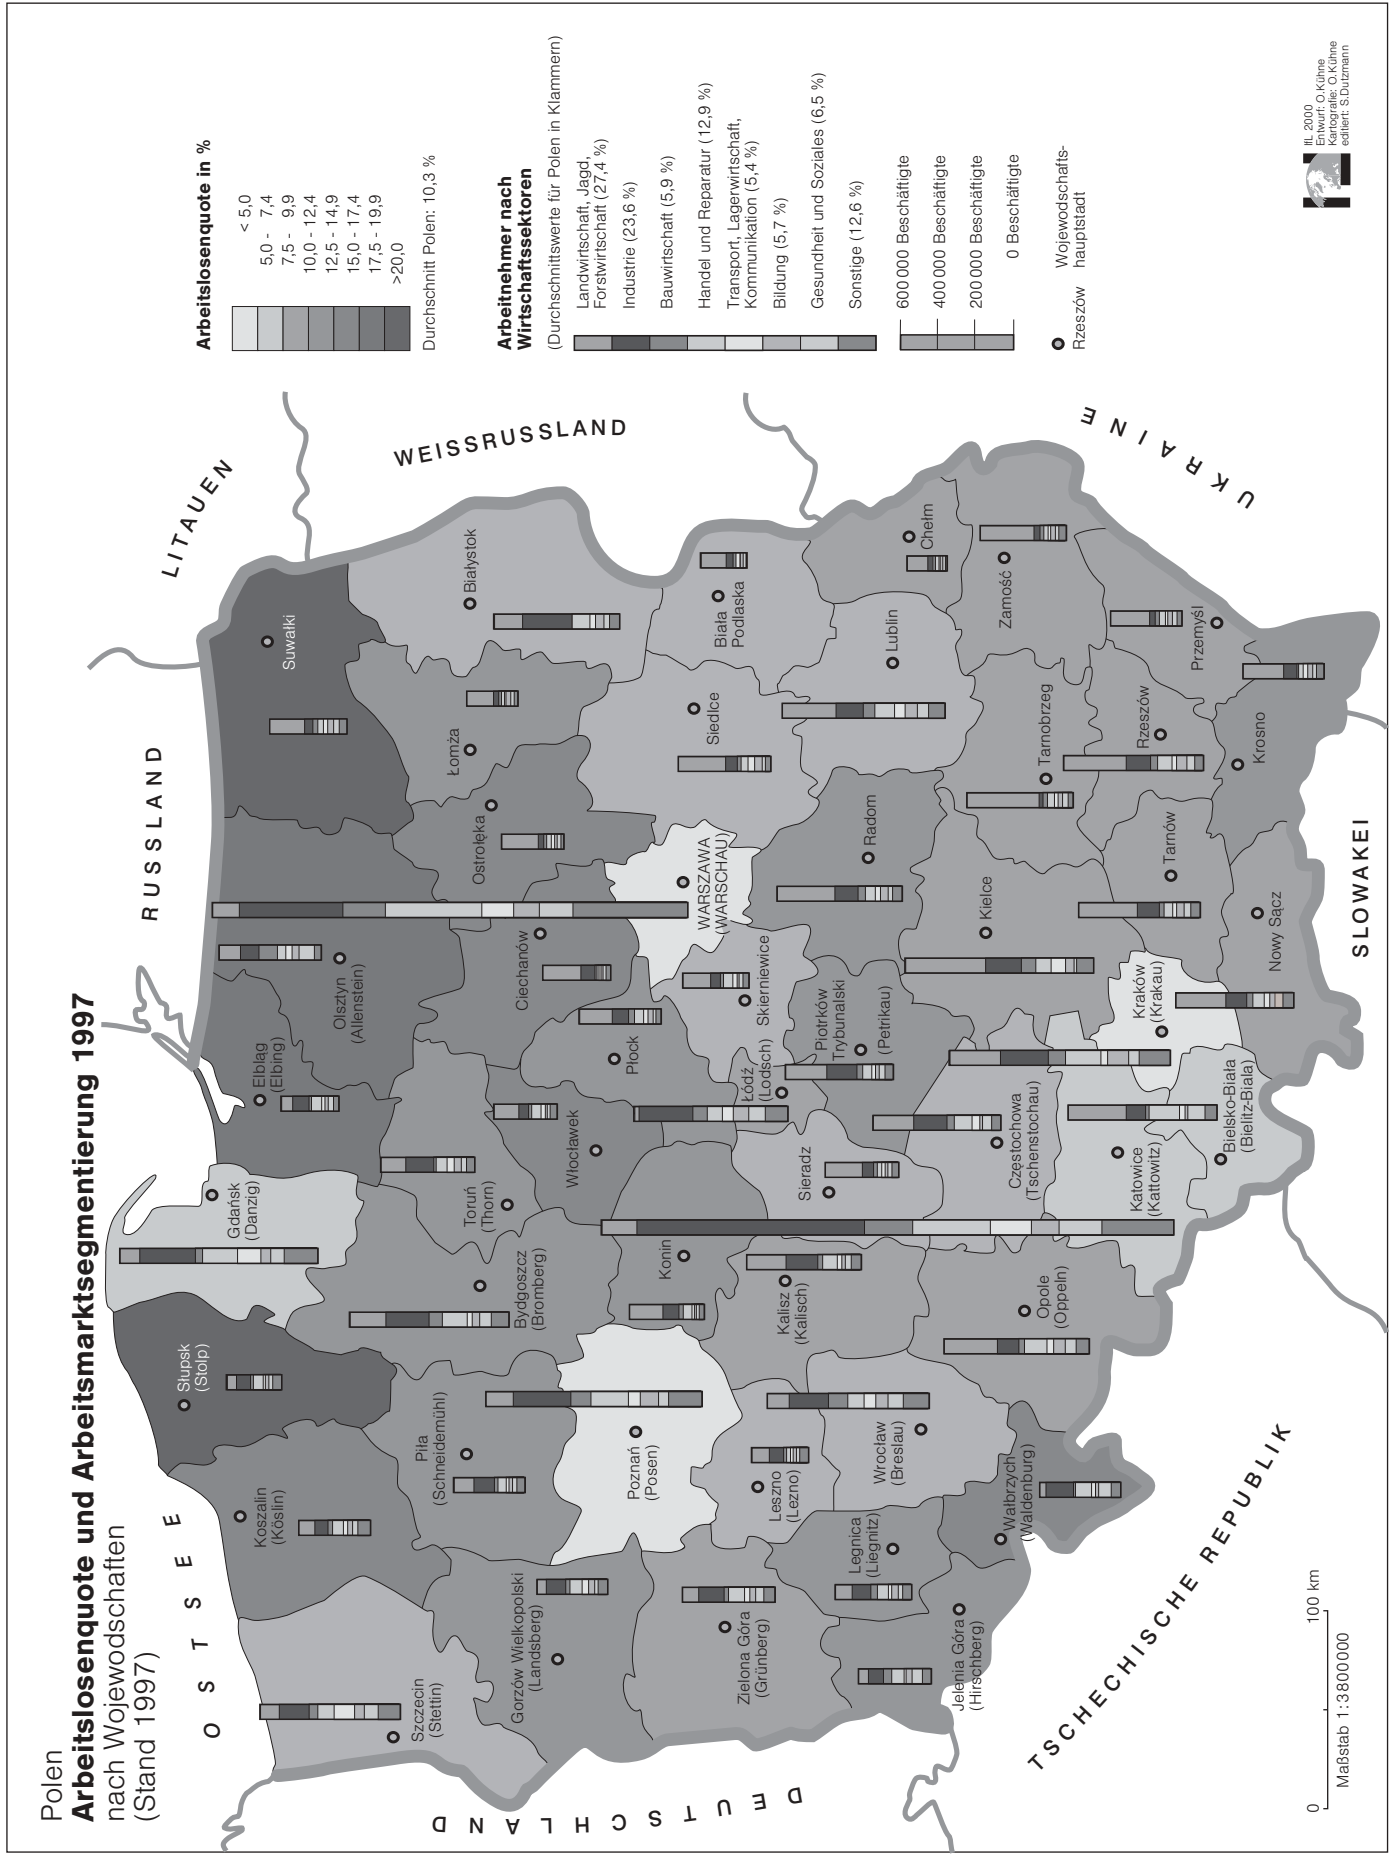 Polen
Arbeitslosenquote und Arbeitsmarktsegmentierung 1997
nach Wojewodschaften
(Stand 1997)
OSTSEE
RUSSLAND
LITAUEN
WEISSRUSSLAND
UKRAINE
SLOWAKEI
TSCHECHISCHE REPUBLIK
DEUTSCHLAND
Szczecin
(Stettin)
Koszalin
(Köslin)
Słupsk
(Stolp)
Gdańsk
(Danzig)
Elbląg
(Elbing)
Olsztyn
(Allenstein)
Suwałki
Białystok
Łomża
Ostrołęka
Ciechanów
Toruń
(Thorn)
Bydgoszcz
(Bromberg)
Piła
(Schneidemühl)
Gorzów Wielkopolski
(Landsberg)
Włocławek
Płock
WARSZAWA
(WARSCHAU)
Siedlce
Biała
Podlaska
Poznań
(Posen)
Konin
Zielona Góra
(Grünberg)
Leszno
(Lezno)
Kalisz
(Kalisch)
Sieradz
Łódź
(Lodsch)
Skierniewice
Piotrków
Trybunalski
(Petrikau)
Radom
Lublin
Chełm
Zamość
Legnica
(Liegnitz)
Wrocław
(Breslau)
Jelenia Góra
(Hirschberg)
Wałbrzych
(Waldenburg)
Opole
(Oppeln)
Częstochowa
(Tschenstochau)
Kielce
Tarnobrzeg
Katowice
(Kattowitz)
Kraków
(Krakau)
Tarnów
Rzeszów
Przemyśl
Bielsko-Biała
(Bielitz-Biala)
Nowy Sącz
Krosno
Arbeitslosenquote in %
< 5,0
5,0 - 7,4
7,5 - 9,9
10,0 - 12,4
12,5 - 14,9
15,0 - 17,4
17,5 - 19,9
>20,0
Durchschnitt Polen: 10,3 %
Arbeitnehmer nach
Wirtschaftssektoren
(Durchschnittswerte für Polen in Klammern)
Landwirtschaft, Jagd,
Forstwirtschaft (27,4 %)
Industrie (23,6 %)
Bauwirtschaft (5,9 %)
Handel und Reparatur (12,9 %)
Transport, Lagerwirtschaft,
Kommunikation (5,4 %)
Bildung (5,7 %)
Gesundheit und Soziales (6,5 %)
Sonstige (12,6 %)
600 000 Beschäftigte
400 000 Beschäftigte
200 000 Beschäftigte
0 Beschäftigte
Rzeszów Wojewodschafts-
hauptstadt
0 100 km
Maßstab 1:3800000
IfL 2000
Entwurf: O.Kühne
Kartografie: O.Kühne
editiert: S.Dutzmann